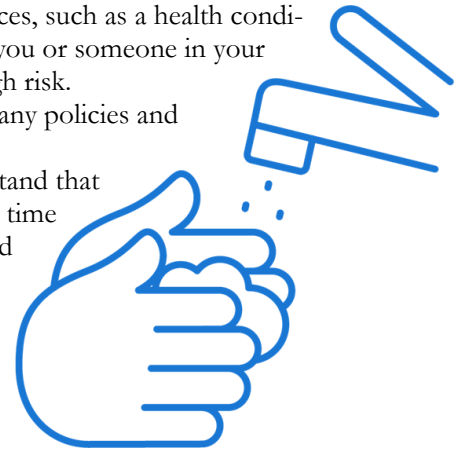 ces, such as a health condi-
you or someone in your
gh risk.
any policies and
tand that
time
d